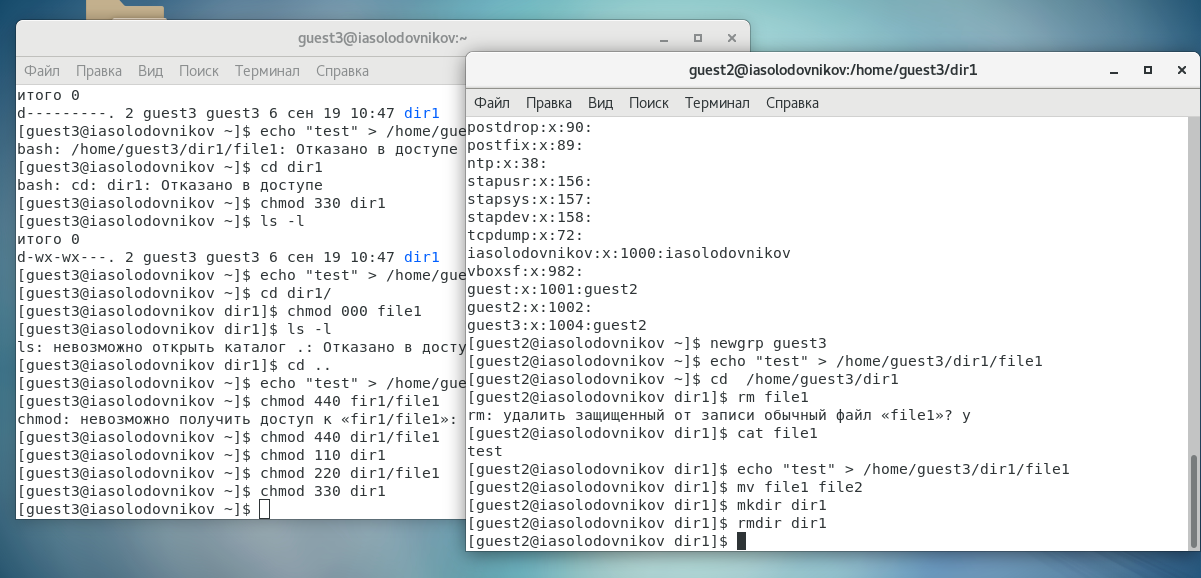 guest3@iasolodovnikov:~
Файл Правка Вид Поиск Терминал Справка
итого 0
d---------. 2 guest3 guest3 6 сен 19 10:47 dir1
[guest3@iasolodovnikov ~]$ echo "test" > /home/gue
bash: /home/guest3/dir1/file1: Отказано в доступе
[guest3@iasolodovnikov ~]$ cd dir1
bash: cd: dir1: Отказано в доступе
[guest3@iasolodovnikov ~]$ chmod 330 dir1
[guest3@iasolodovnikov ~]$ ls -l
итого 0
d-wx-wx---. 2 guest3 guest3 6 сен 19 10:47 dir1
[guest3@iasolodovnikov ~]$ echo "test" > /home/gue
[guest3@iasolodovnikov ~]$ cd dir1/
[guest3@iasolodovnikov dir1]$ chmod 000 file1
[guest3@iasolodovnikov dir1]$ ls -l
ls: невозможно открыть каталог .: Отказано в досту
[guest3@iasolodovnikov dir1]$ cd ..
[guest3@iasolodovnikov ~]$ echo "test" > /home/gue
[guest3@iasolodovnikov ~]$ chmod 440 fir1/file1
chmod: невозможно получить доступ к «fir1/file1»:
[guest3@iasolodovnikov ~]$ chmod 440 dir1/file1
[guest3@iasolodovnikov ~]$ chmod 110 dir1
[guest3@iasolodovnikov ~]$ chmod 220 dir1/file1
[guest3@iasolodovnikov ~]$ chmod 330 dir1
[guest3@iasolodovnikov ~]$
guest2@iasolodovnikov:/home/guest3/dir1
Файл Правка Вид Поиск Терминал Справка
postdrop:x:90:
postfix:x:89:
ntp:x:38:
stapusr:x:156:
stapsys:x:157:
stapdev:x:158:
tcpdump:x:72:
iasolodovnikov:x:1000:iasolodovnikov
vboxsf:x:982:
guest:x:1001:guest2
guest2:x:1002:
guest3:x:1004:guest2
[guest2@iasolodovnikov ~]$ newgrp guest3
[guest2@iasolodovnikov ~]$ echo "test" > /home/guest3/dir1/file1
[guest2@iasolodovnikov ~]$ cd  /home/guest3/dir1
[guest2@iasolodovnikov dir1]$ rm file1
rm: удалить защищенный от записи обычный файл «file1»? y
[guest2@iasolodovnikov dir1]$ cat file1
test
[guest2@iasolodovnikov dir1]$ echo "test" > /home/guest3/dir1/file1
[guest2@iasolodovnikov dir1]$ mv file1 file2
[guest2@iasolodovnikov dir1]$ mkdir dir1
[guest2@iasolodovnikov dir1]$ rmdir dir1
[guest2@iasolodovnikov dir1]$